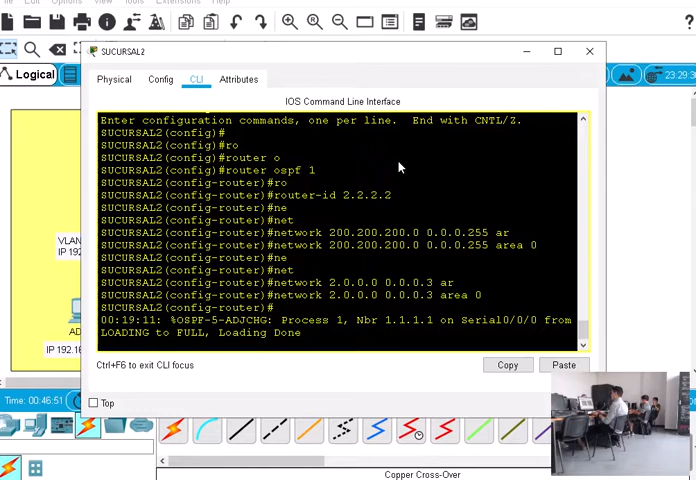 File Edit View Options Tools Extensions Window Help
Logical
23:29:3
SUCURSAL2
Physical
Config
CLI
Attributes
IOS Command Line Interface
Enter configuration commands, one per line.  End with CNTL/Z.
SUCURSAL2(config)#
SUCURSAL2(config)#ro
SUCURSAL2(config)#router o
SUCURSAL2(config)#router ospf 1
SUCURSAL2(config-router)#ro
SUCURSAL2(config-router)#router-id 2.2.2.2
SUCURSAL2(config-router)#ne
SUCURSAL2(config-router)#net
SUCURSAL2(config-router)#network 200.200.200.0 0.0.0.255 ar
SUCURSAL2(config-router)#network 200.200.200.0 0.0.0.255 area 0
SUCURSAL2(config-router)#ne
SUCURSAL2(config-router)#net
SUCURSAL2(config-router)#network 2.0.0.0 0.0.0.3 ar
SUCURSAL2(config-router)#network 2.0.0.0 0.0.0.3 area 0
SUCURSAL2(config-router)#
00:19:11: %OSPF-5-ADJCHG: Process 1, Nbr 1.1.1.1 on Serial0/0/0 from
LOADING to FULL, Loading Done
Ctrl+F6 to exit CLI focus
Copy
Paste
Top
VLAN
IP 192
AD
IP 192.16
Time: 00:46:51
Copper Cross-Over